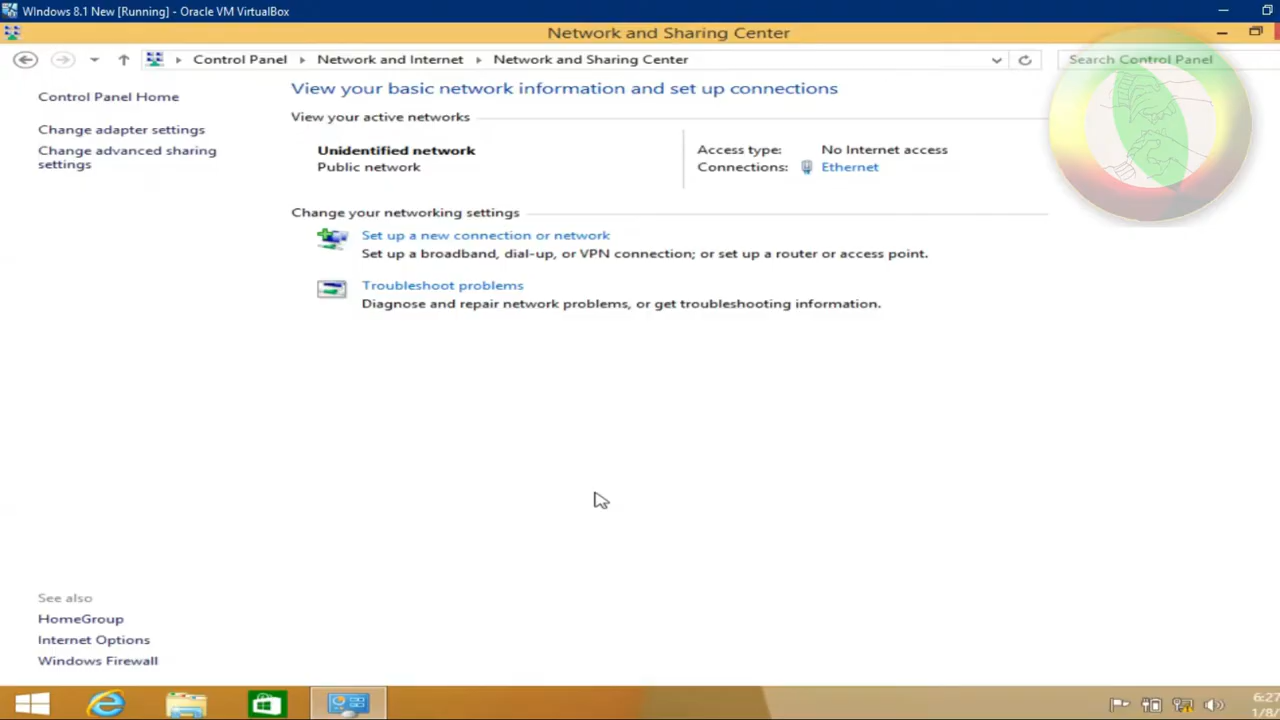 WIndows 8.1 New [Running] - Oracle VM VirtualBox
Network and Sharing Center
Control Panel
Network and Internet
Network and Sharing Center
Search Control Panel
Control Panel Home
Change adapter settings
Change advanced sharing
settings
View your basic network information and set up connections
View your active networks
Unidentified network
Public network
Access type:
No Internet access
Connections:
Ethernet
Change your networking settings
Set up a new connection or network
Set up a broadband, dial-up, or VPN connection; or set up a router or access point.
Troubleshoot problems
Diagnose and repair network problems, or get troubleshooting information.
See also
HomeGroup
Internet Options
Windows Firewall
6:27
1/8/